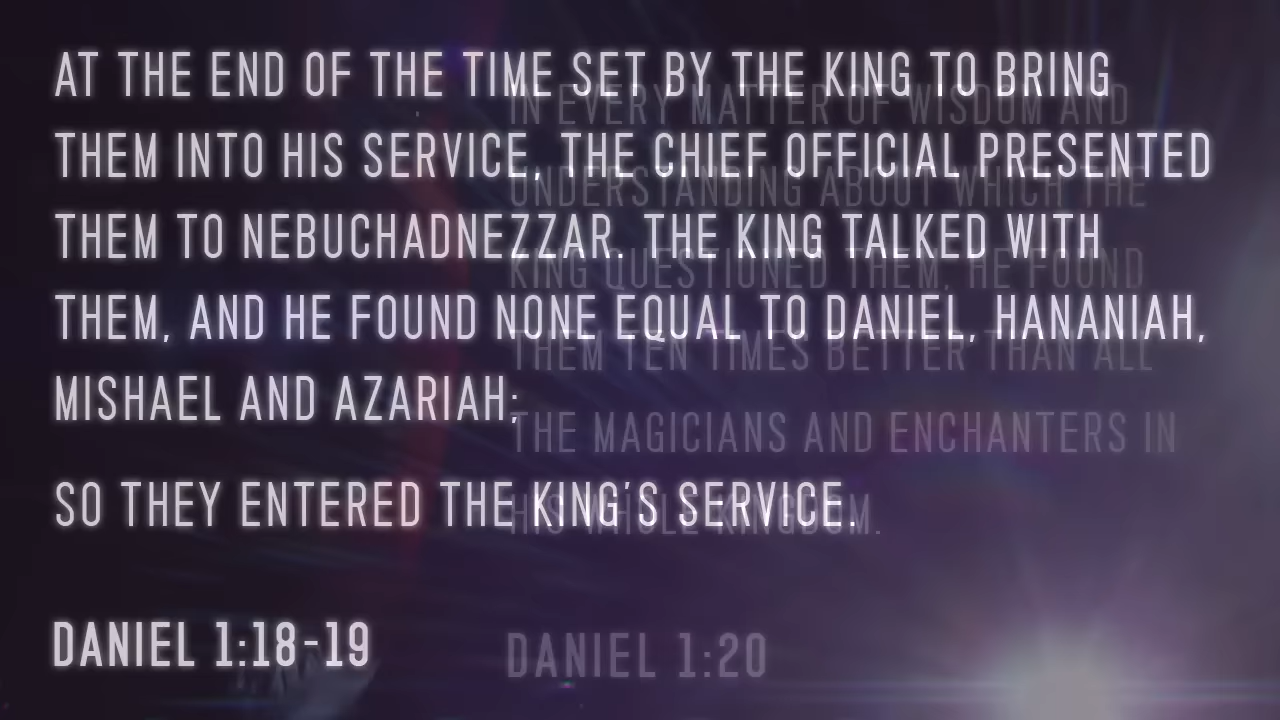 AT THE END OF THE TIME SET BY THE KING TO BRING
THEM INTO HIS SERVICE, THE CHIEF OFFICIAL PRESENTED
THEM TO NEBUCHADNEZZAR. THE KING TALKED WITH
THEM, AND HE FOUND NONE EQUAL TO DANIEL, HANANIAH,
MISHAEL AND AZARIAH;
SO THEY ENTERED THE KING'S SERVICE.
DANIEL 1:18-19
IN EVERY MATTER OF WISDOM AND
UNDERSTANDING ABOUT WHICH THE
KING QUESTIONED THEM, HE FOUND
THEM TEN TIMES BETTER THAN ALL
THE MAGICIANS AND ENCHANTERS IN
HIS WHOLE KINGDOM.
DANIEL 1:20